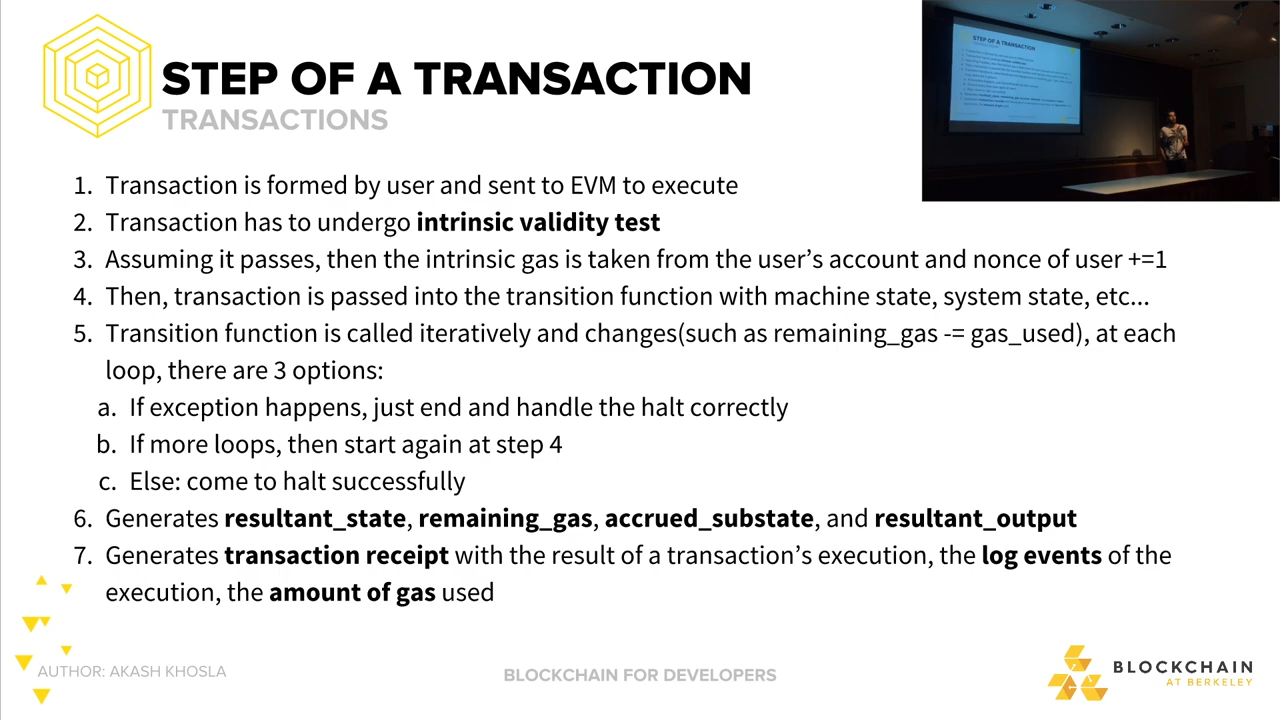 STEP OF A TRANSACTION
TRANSACTIONS
STEP OF A TRANSACTION
1. Transaction is formed by user and sent to EVM to execute
2. Transaction has to undergo intrinsic validity test
3. Assuming it passes, then the intrinsic gas is taken from the user’s account and nonce of user +=1
4. Then, transaction is passed into the transition function with machine state, system state, etc...
5. Transition function is called iteratively and changes(such as remaining_gas -= gas_used), at each
loop, there are 3 options:
a. If exception happens, just end and handle the halt correctly
b. If more loops, then start again at step 4
c. Else: come to halt successfully
6. Generates resultant_state, remaining_gas, accrued_substate, and resultant_output
7. Generates transaction receipt with the result of a transaction’s execution, the log events of the
execution, the amount of gas used
AUTHOR: AKASH KHOSLA
BLOCKCHAIN FOR DEVELOPERS
BLOCKCHAIN
AT BERKELEY